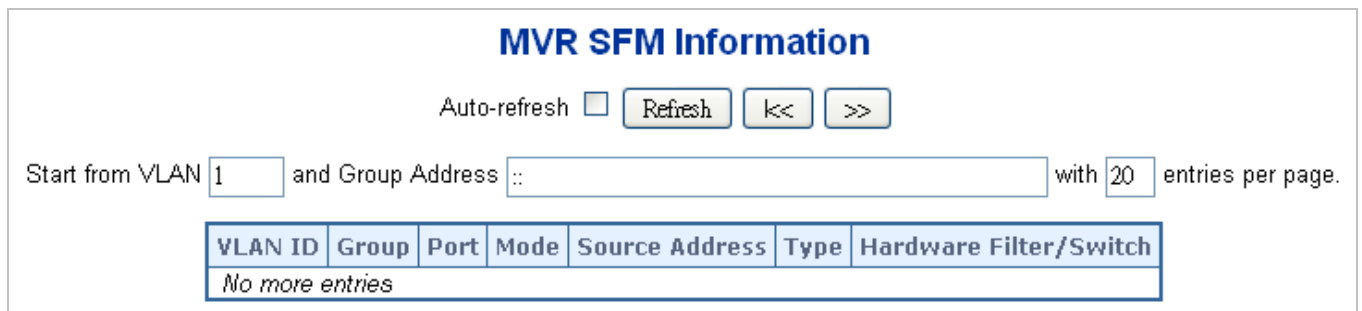 MVR SFM Information
Auto-refresh Refresh |<< >>
Start from VLAN 1 and Group Address :: with 20 entries per page.
VLAN ID Group Port Mode Source Address Type Hardware Filter/Switch
No more entries